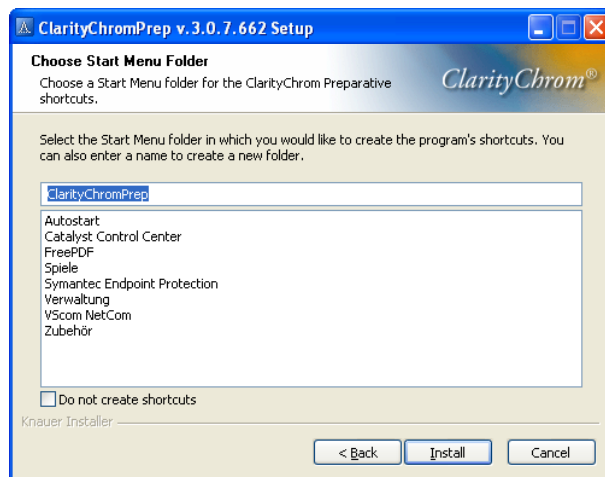 ClarityChromPrep v.3.0.7.662 Setup
Choose Start Menu Folder
Choose a Start Menu folder for the ClarityChrom Preparative
shortcuts.
ClarityChrom®
Select the Start Menu folder in which you would like to create the program's shortcuts. You
can also enter a name to create a new folder.
ClarityChromPrep
Autostart
Catalyst Control Center
FreePDF
Spiele
Symantec Endpoint Protection
Verwaltung
VScom NetCom
Zubehör
Do not create shortcuts
Knauer Installer
< Back Install Cancel